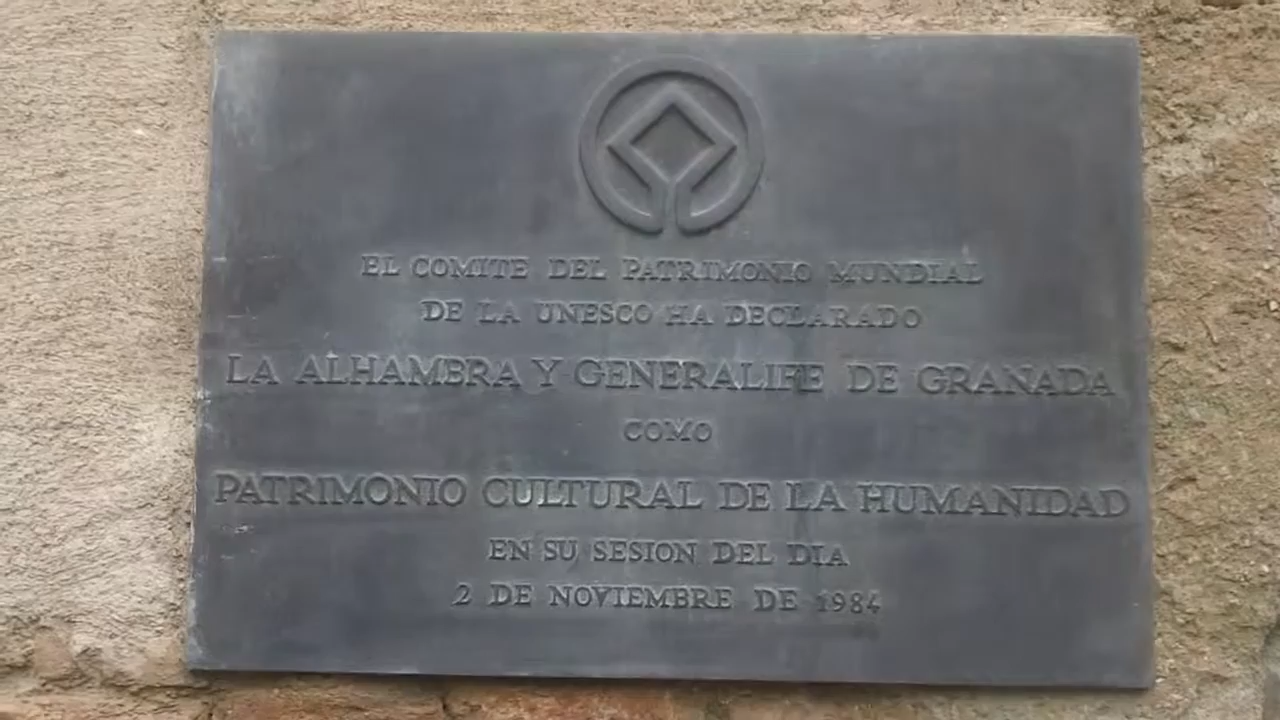 EL COMITE DEL PATRIMONIO MUNDIAL
DE LA UNESCO HA DECLARADO
LA ALHAMBRA Y GENERALIFE DE GRANADA
COMO
PATRIMONIO CULTURAL DE LA HUMANIDAD
EN SU SESION DEL DIA
2 DE NOVIEMBRE DE 1984